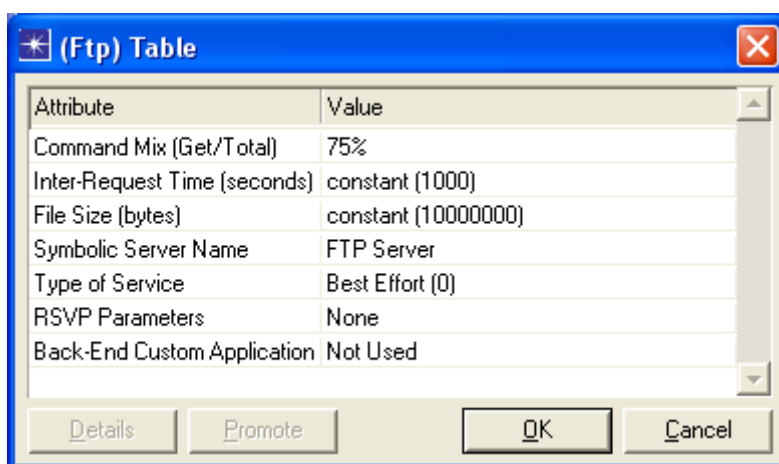 (Ftp) Table
Attribute Value
Command Mix (Get/Total) 75%
Inter-Request Time (seconds) constant (1000)
File Size (bytes) constant (10000000)
Symbolic Server Name FTP Server
Type of Service Best Effort (0)
RSVP Parameters None
Back-End Custom Application Not Used
Details Promote OK Cancel